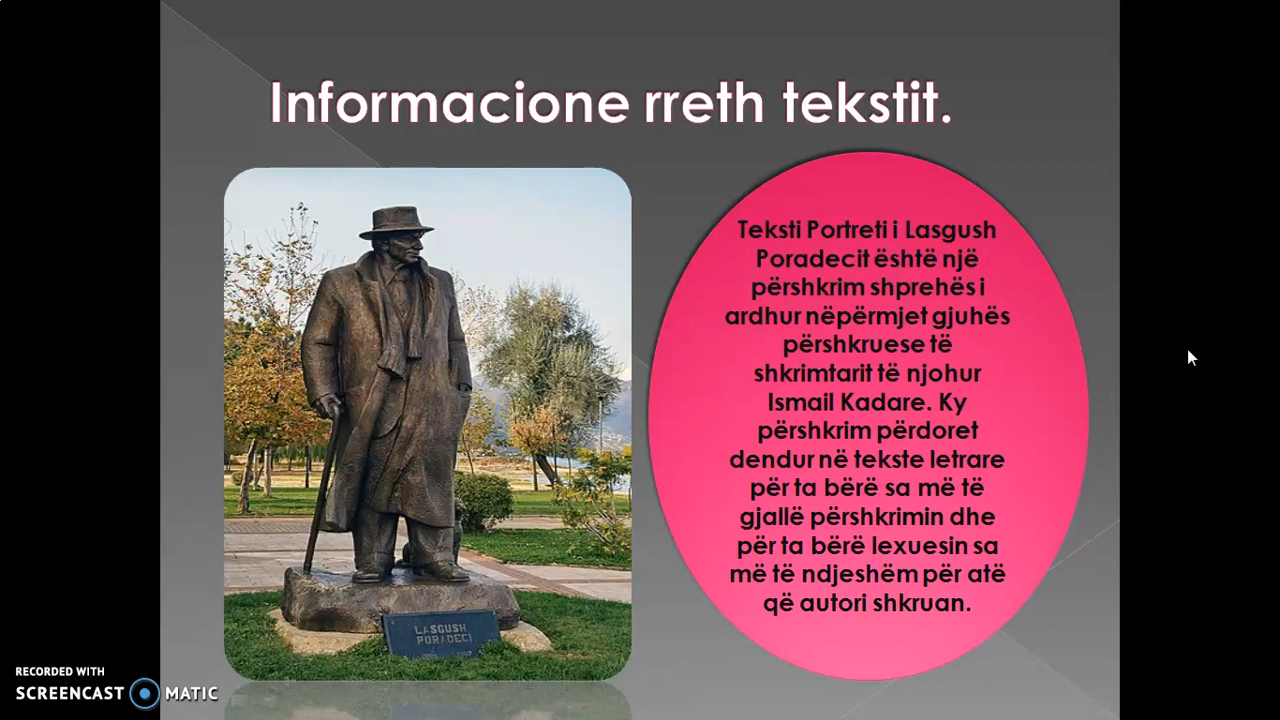 Informacione rreth tekstit.
Teksti Portreti i Lasgush
Poradecit është një
përshkrim shprehës i
ardhur nëpërmjet gjuhës
përshkruese të
shkrimtarit të njohur
Ismail Kadare. Ky
përshkrim përdoret
dendur në tekste letrare
për ta bërë sa më të
gjallë përshkrimin dhe
për ta bërë lexuesin sa
më të ndjeshëm për atë
që autori shkruan.
LASGUSH
PORADECI
RECORDED WITH
SCREENCAST MATIC